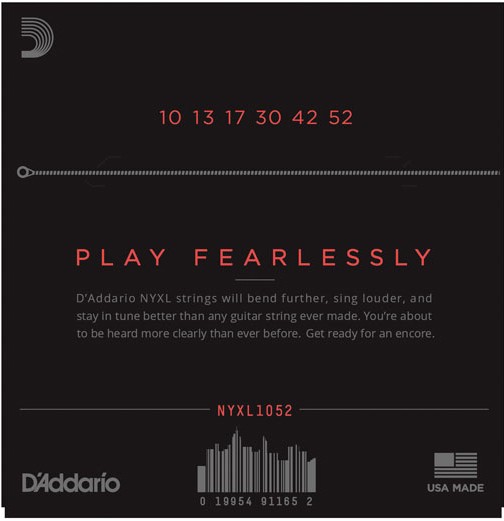 10 13 17 30 42 52
PLAY FEARLESSLY
D'Addario NYXL strings will bend further, sing louder, and
stay in tune better than any guitar string ever made. You're about
to be heard more clearly than ever before. Get ready for an encore.
NYXL1052
0 19954 91165 2
D'Addario
USA MADE